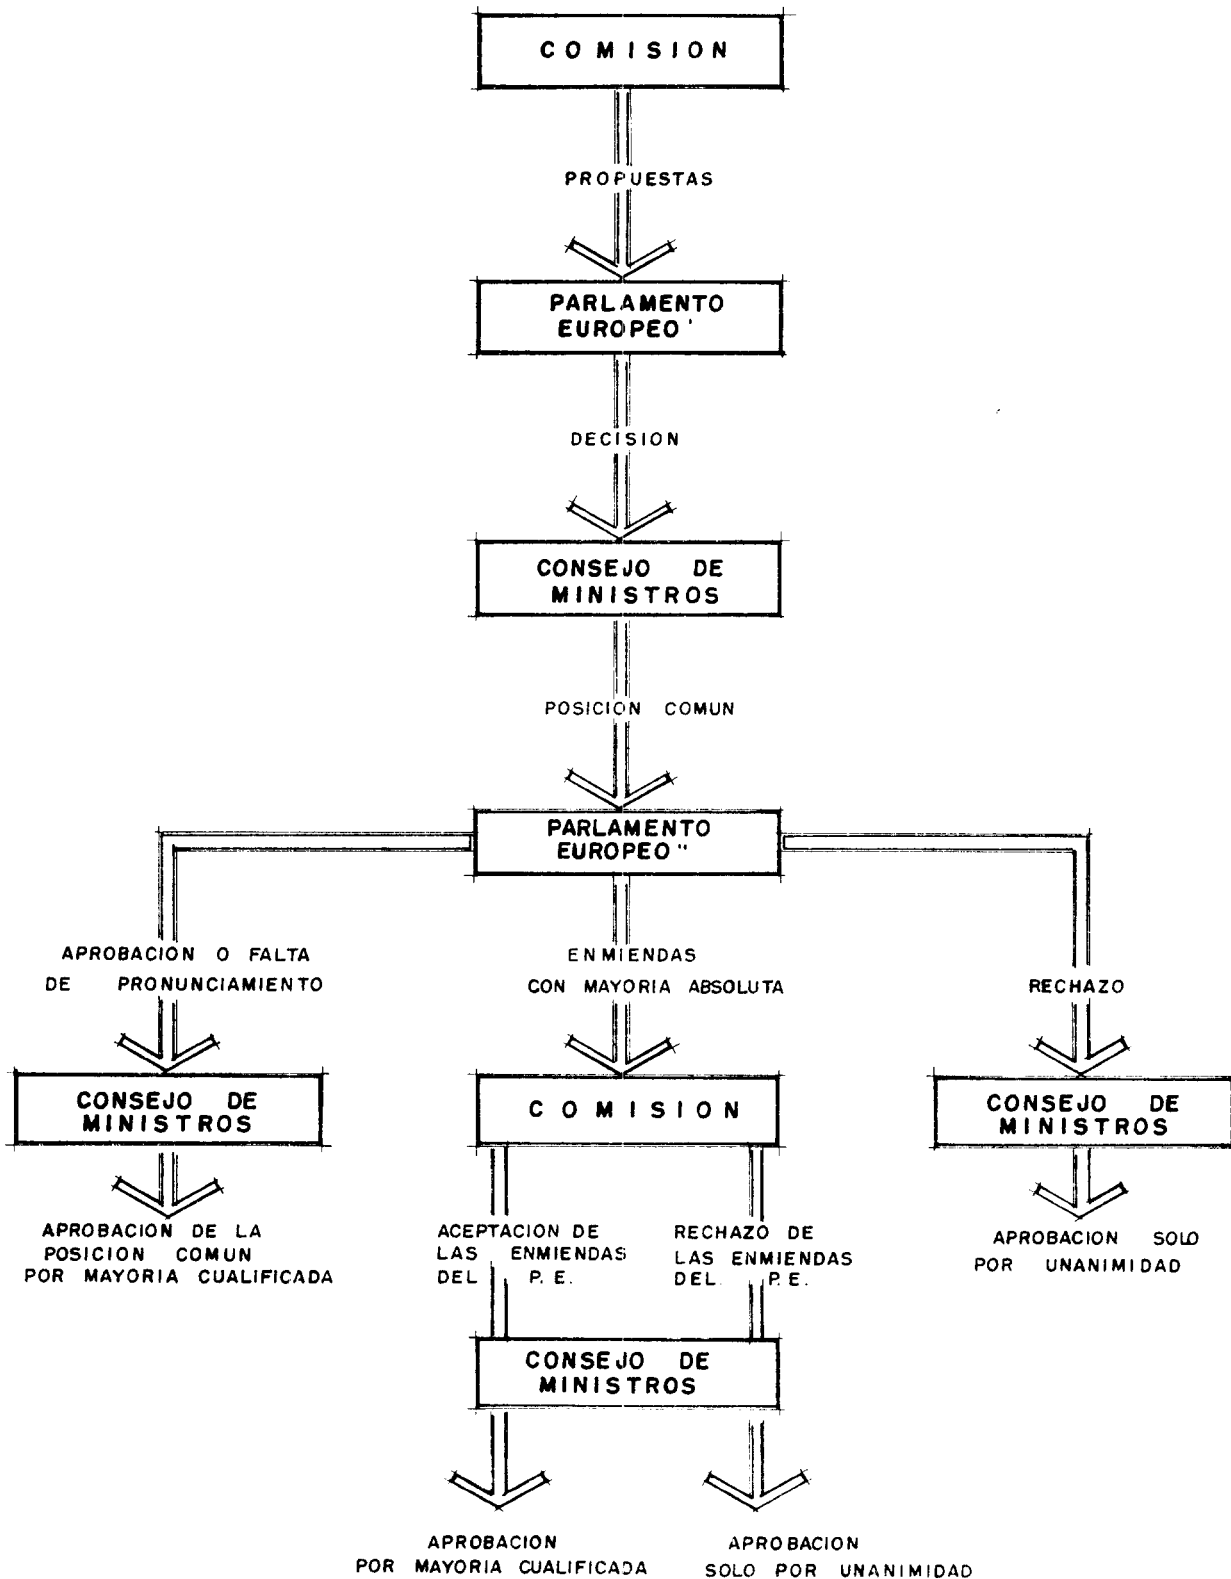 COMISION
PROPUESTAS
PARLAMENTO
EUROPEO '
DECISION
CONSEJO DE
MINISTROS
POSICION COMUN
PARLAMENTO
EUROPEO "
APROBACION O FALTA
DE PRONUNCIAMIENTO
ENMIENDAS
CON MAYORIA ABSOLUTA
RECHAZO
CONSEJO DE
MINISTROS
COMISION
CONSEJO DE
MINISTROS
APROBACION DE LA
POSICION COMUN
POR MAYORIA CUALIFICADA
ACEPTACION DE
LAS ENMIENDAS
DEL P. E.
RECHAZO DE
LAS ENMIENDAS
DEL P. E.
APROBACION SOLO
POR UNANIMIDAD
CONSEJO DE
MINISTROS
APROBACION
POR MAYORIA CUALIFICADA
APROBACION
SOLO POR UNANIMIDAD